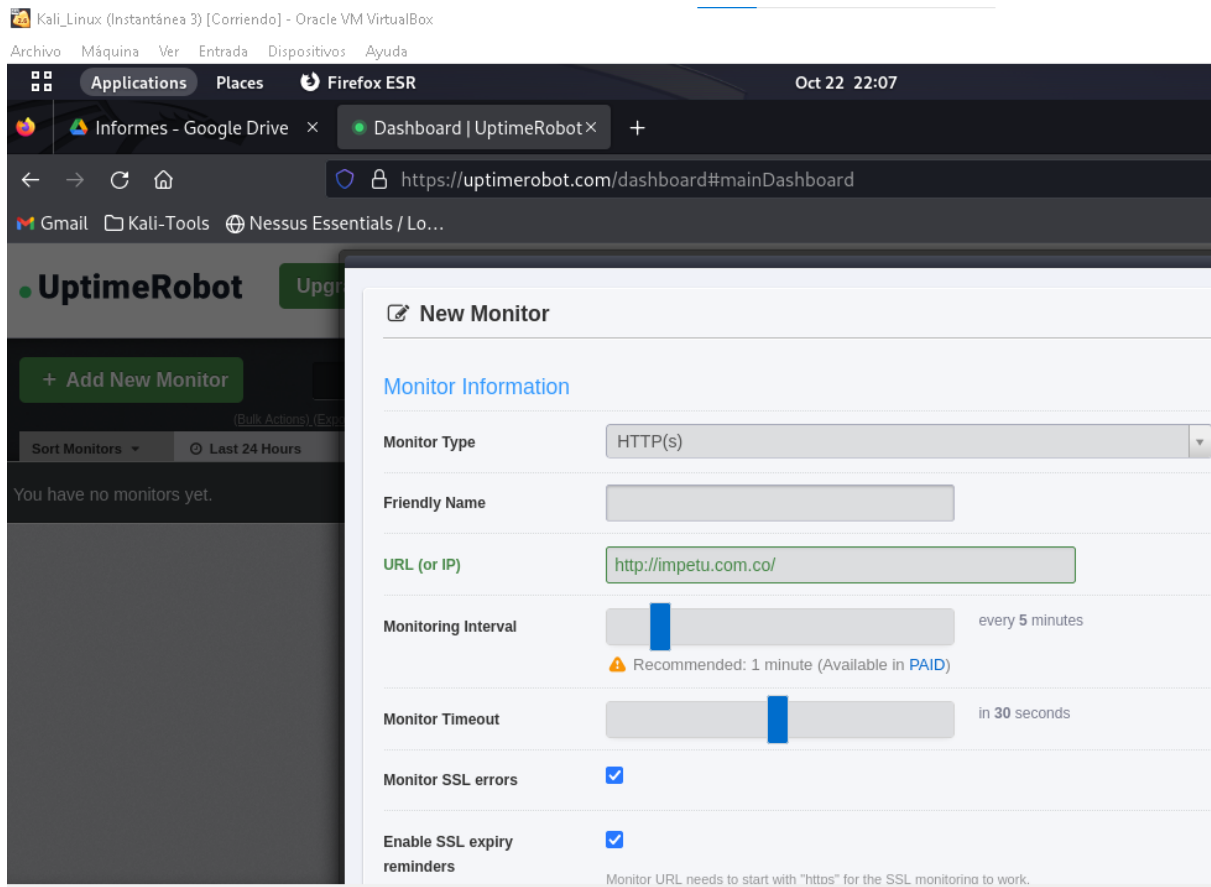 Kali_Linux (Instantánea 3) [Corriendo] - Oracle VM VirtualBox
Archivo Máquina Ver Entrada Dispositivos Ayuda
Applications Places Firefox ESR Oct 22 22:07
Informes - Google Drive × Dashboard | UptimeRobot × +
https://uptimerobot.com/dashboard#mainDashboard
Gmail Kali-Tools Nessus Essentials / Lo...
UptimeRobot Upgr
New Monitor
+ Add New Monitor
Monitor Information
(Bulk Actions) (Expo
Sort Monitors Last 24 Hours
Monitor Type HTTP(s)
You have no monitors yet.
Friendly Name
URL (or IP) http://impetu.com.co/
Monitoring Interval every 5 minutes
Recommended: 1 minute (Available in PAID)
Monitor Timeout in 30 seconds
Monitor SSL errors
Enable SSL expiry
reminders
Monitor URL needs to start with "https" for the SSL monitoring to work.